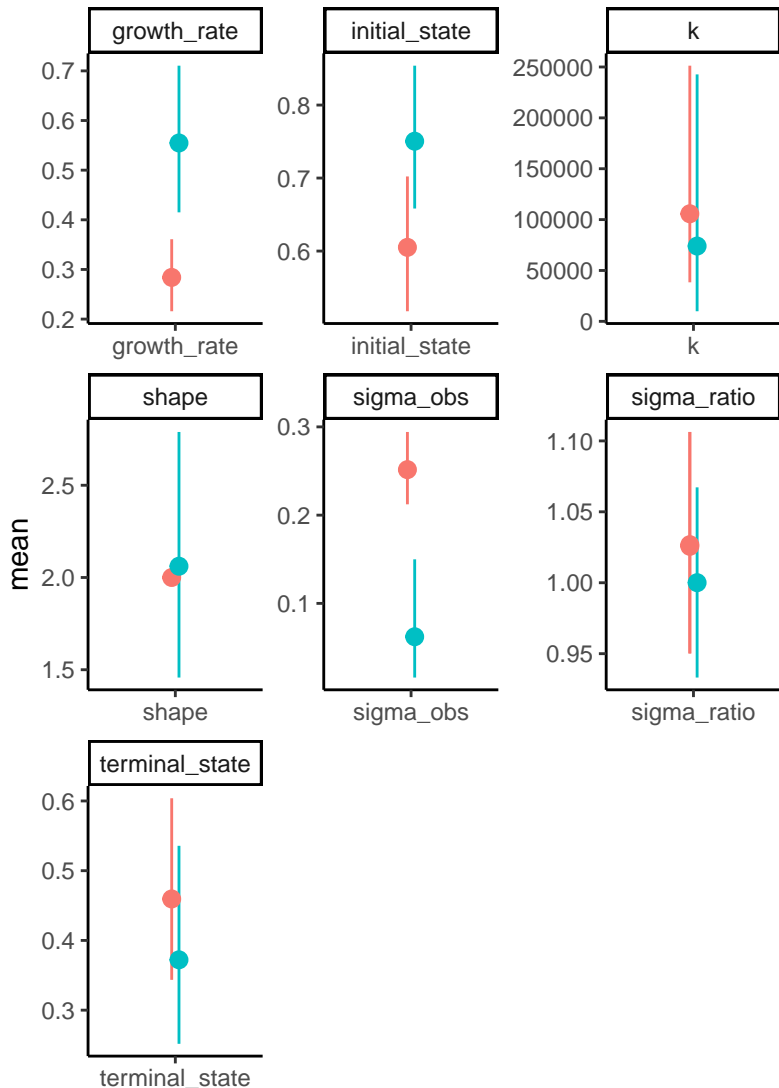 growth_rate
initial_state
k
0.7
0.6
0.5
0.4
0.3
0.2
growth_rate
0.8
0.7
0.6
initial_state
250000
200000
150000
100000
50000
0
k
shape
sigma_obs
sigma_ratio
mean
2.5
2.0
1.5
shape
0.3
0.2
0.1
sigma_obs
1.10
1.05
1.00
0.95
sigma_ratio
terminal_state
0.6
0.5
0.4
0.3
terminal_state